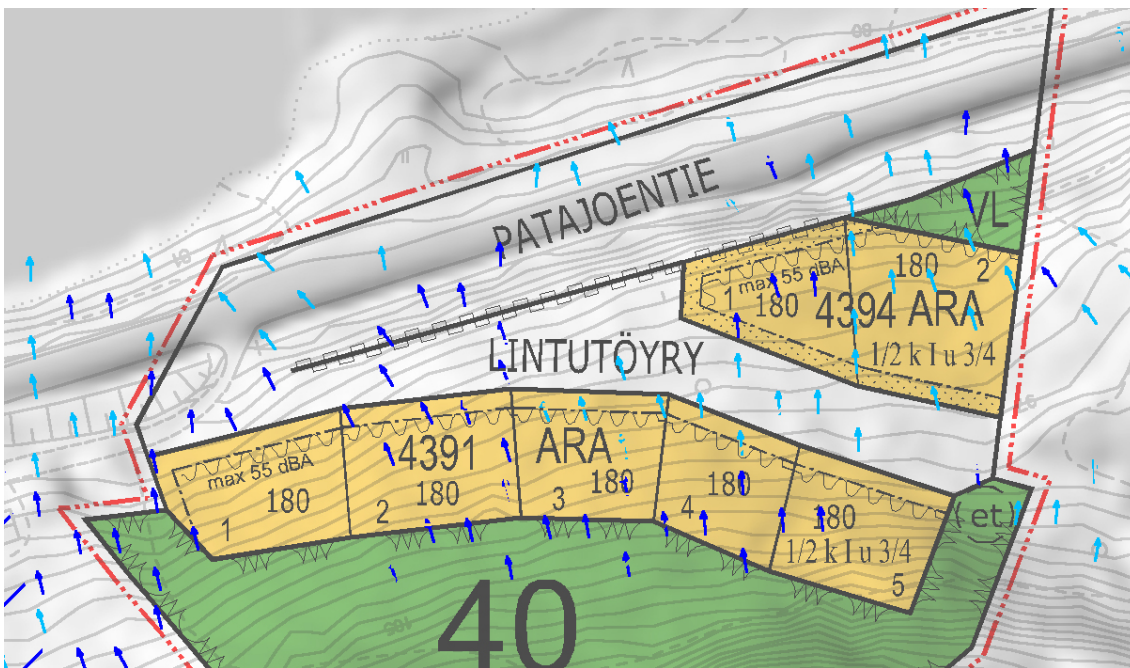 PATAJOENTIE
VL
180
2
max 55 dBA
1
180
4394 ARA
1/2 k I u 3/4
LINTUTÖYRY
4391
ARA
max 55 dBA
180
1
180
2
180
3
180
4
180
1/2 k I u 3/4
5
(et)
40